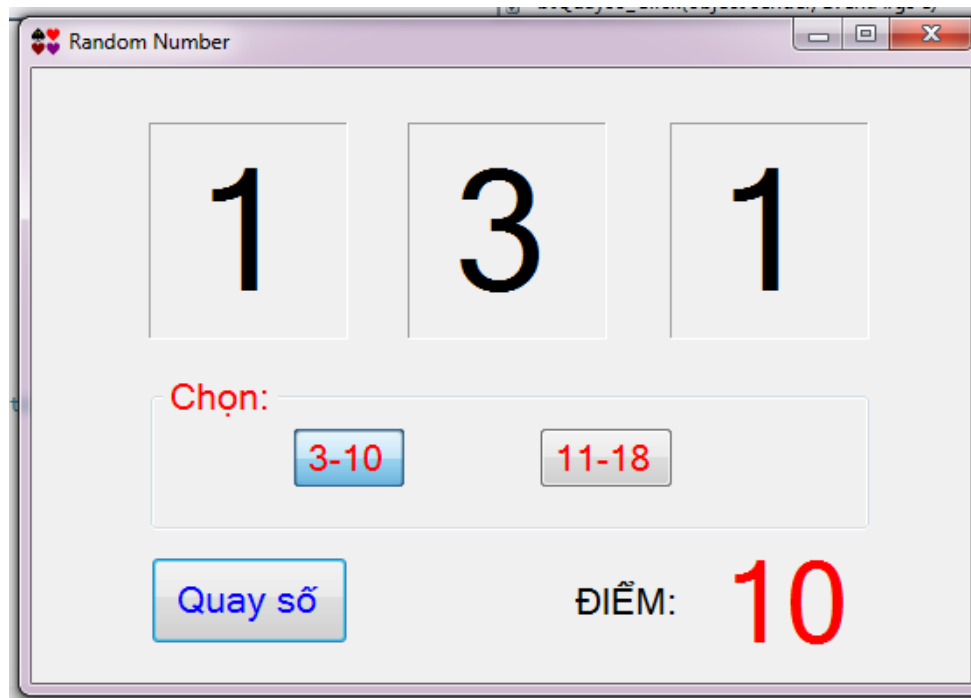 Random Number
1 3 1
Chọn:
3-10 11-18
Quay số ĐIỂM: 10